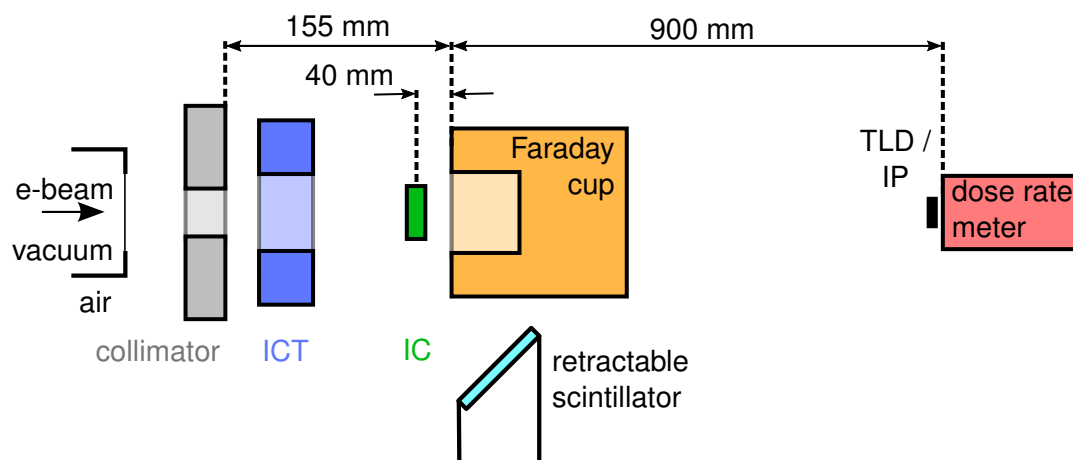 155 mm
900 mm
40 mm
e-beam
vacuum
air
collimator
ICT
IC
Faraday
cup
retractable
scintillator
TLD /
IP
dose rate
meter